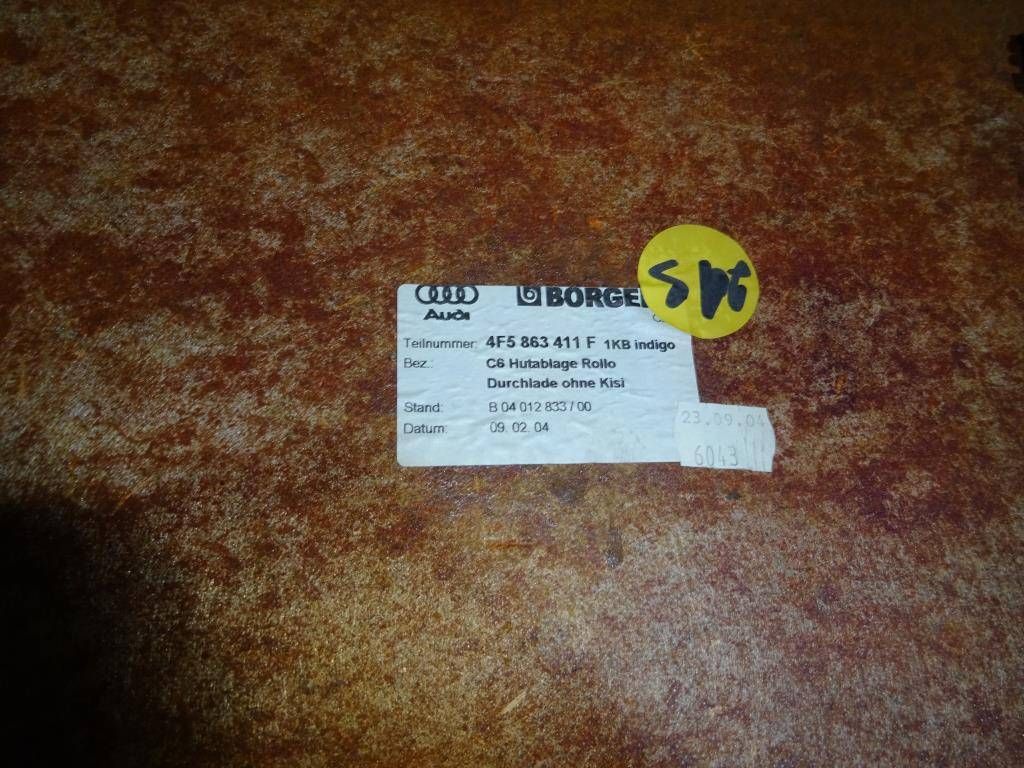 Audi BORGE
Teilnummer: 4F5 863 411 F 1KB indigo
Bez.: C6 Hutablage Rollo
Durchlade ohne Kisi
Stand: B 04 012 833 / 00
Datum: 09. 02. 04
23.09.04
6043